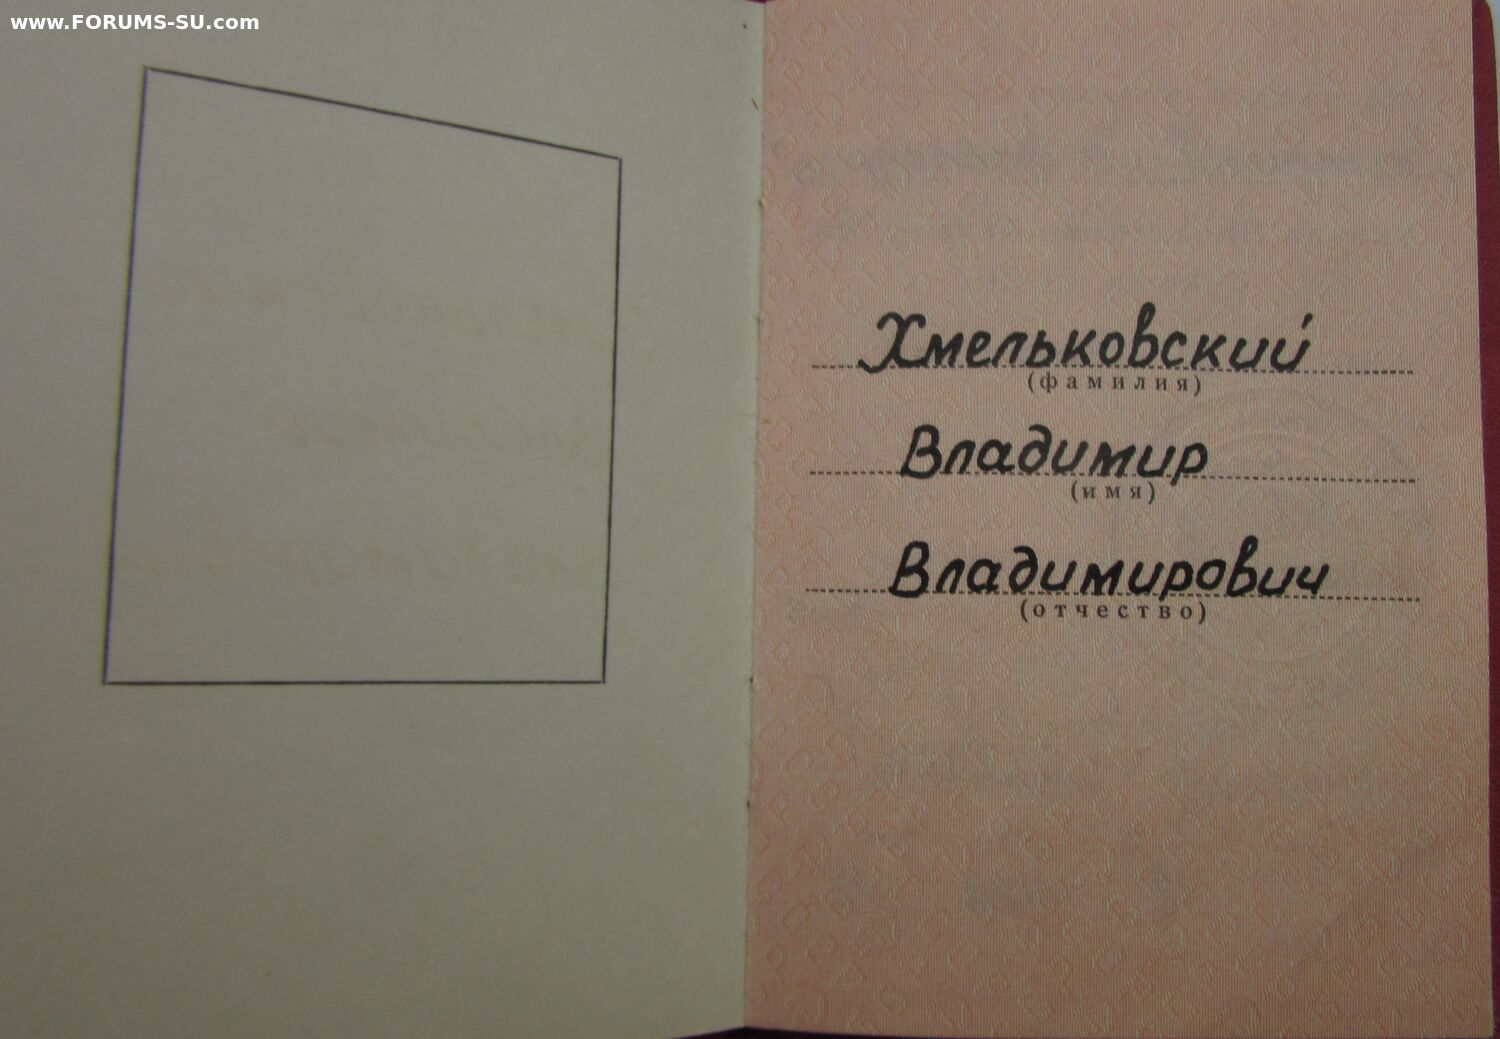 www.FORUMS-SU.com
Хмельковский
(фамилия)
Владимир
(имя)
Владимирович
(отчество)